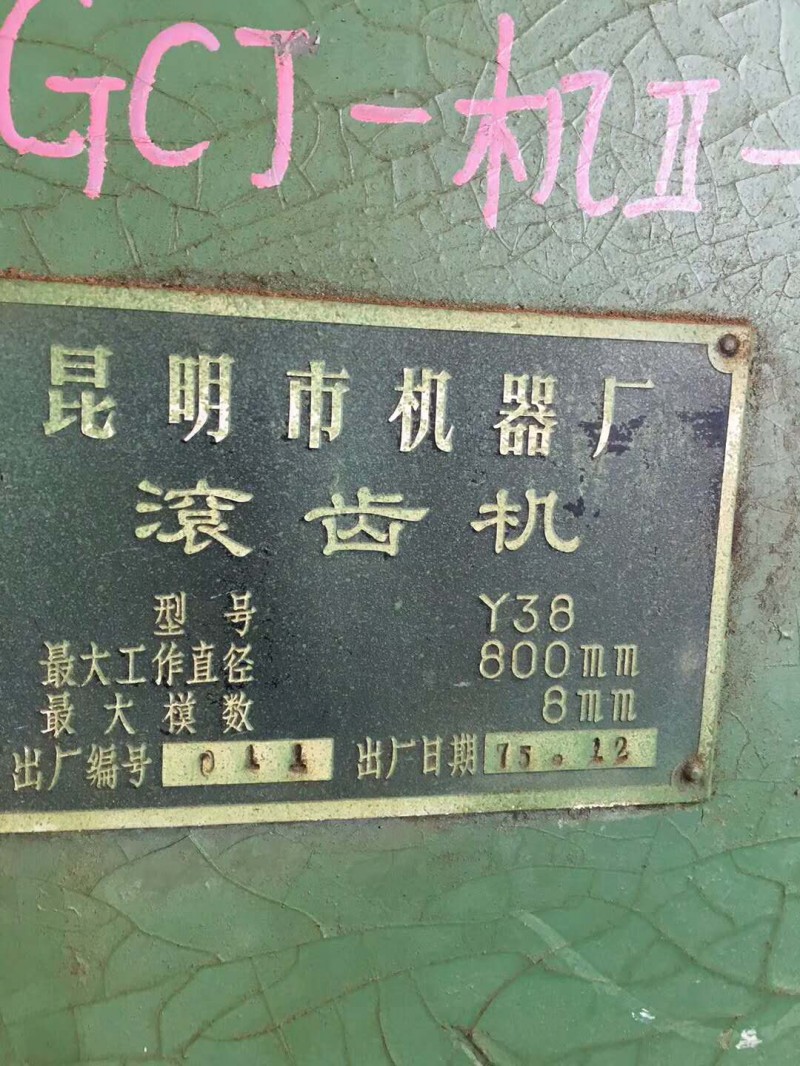 GCJ-机Ⅱ-
昆明市机器厂
滚齿机
型号 Y38
最大工作直径 800mm
最大模数 8mm
出厂编号 011 出厂日期 75.12